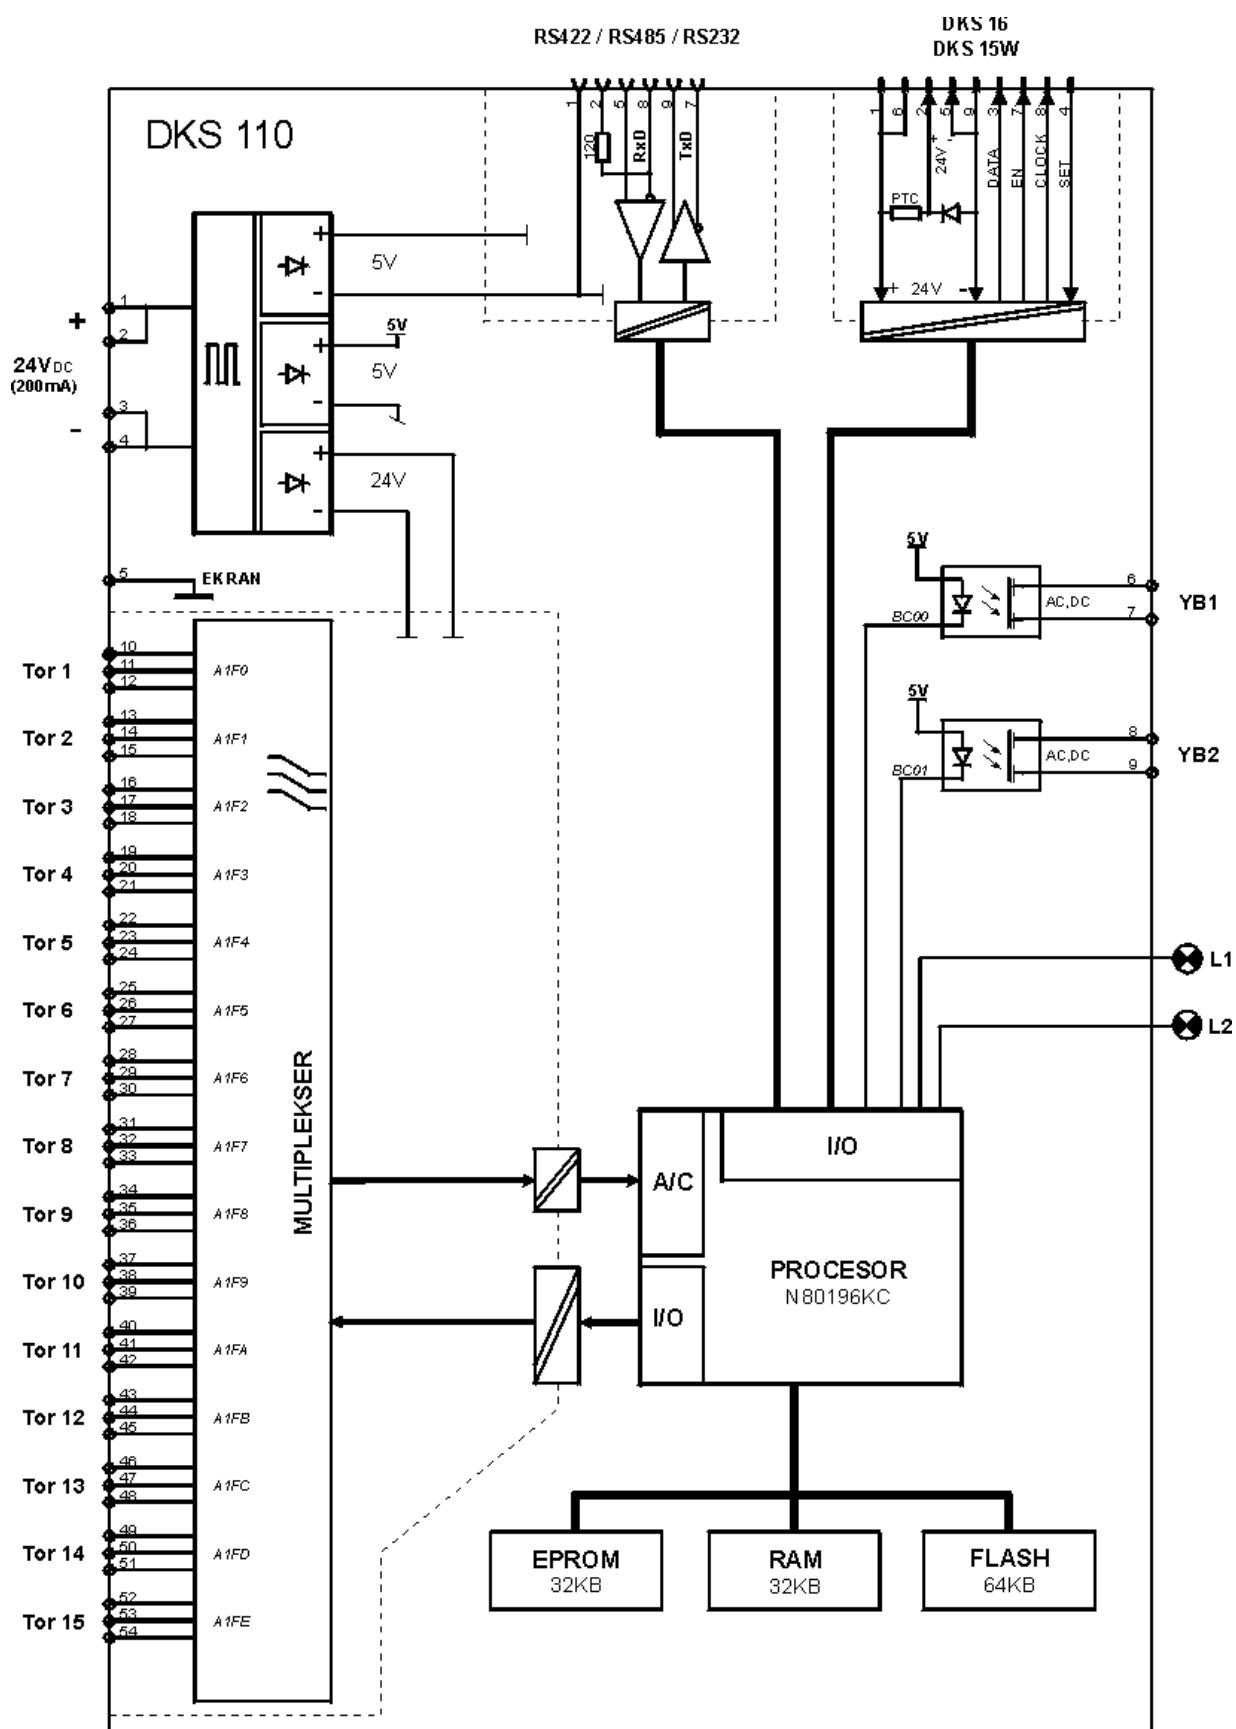 DKS 16
RS422 / RS485 / RS232
DKS 15W
1 2 5 8 9 7
1 6 2 5 9 3 7 8 4
DKS 110
120
RxD
TxD
24V + -
DATA
EN
CLOCK
SET
PTC
+ 24V -
+
5V
-
+ 5V
5V
-
+
24V
-
+
1
2
24V DC
(200mA)
3
-
4
5 EKRAN
5V
BC00
AC,DC
6
7
YB1
5V
BC01
AC,DC
8
9
YB2
L1
L2
Tor 1
10
11
12
A1F0
Tor 2
13
14
15
A1F1
Tor 3
16
17
18
A1F2
Tor 4
19
20
21
A1F3
Tor 5
22
23
24
A1F4
Tor 6
25
26
27
A1F5
Tor 7
28
29
30
A1F6
Tor 8
31
32
33
A1F7
Tor 9
34
35
36
A1F8
Tor 10
37
38
39
A1F9
Tor 11
40
41
42
A1FA
Tor 12
43
44
45
A1FB
Tor 13
46
47
48
A1FC
Tor 14
49
50
51
A1FD
Tor 15
52
53
54
A1FE
MULTIPLEKSER
A/C
I/O
I/O
PROCESOR
N80196KC
EPROM
32KB
RAM
32KB
FLASH
64KB